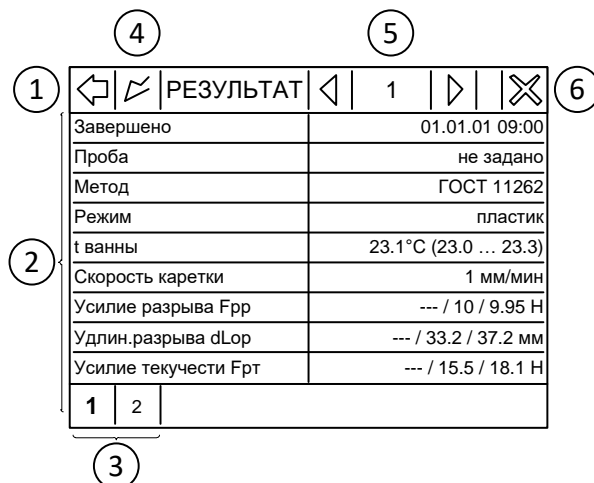 4 5
1 РЕЗУЛЬТАТ 1 6
Завершено 01.01.01 09:00
Проба не задано
Метод ГОСТ 11262
Режим пластик
t ванны 23.1°C (23.0 ... 23.3)
2
Скорость каретки 1 мм/мин
Усилие разрыва Fрр --- / 10 / 9.95 Н
Удлин.разрыва dLор --- / 33.2 / 37.2 мм
Усилие текучести Fрт --- / 15.5 / 18.1 Н
1 2
3